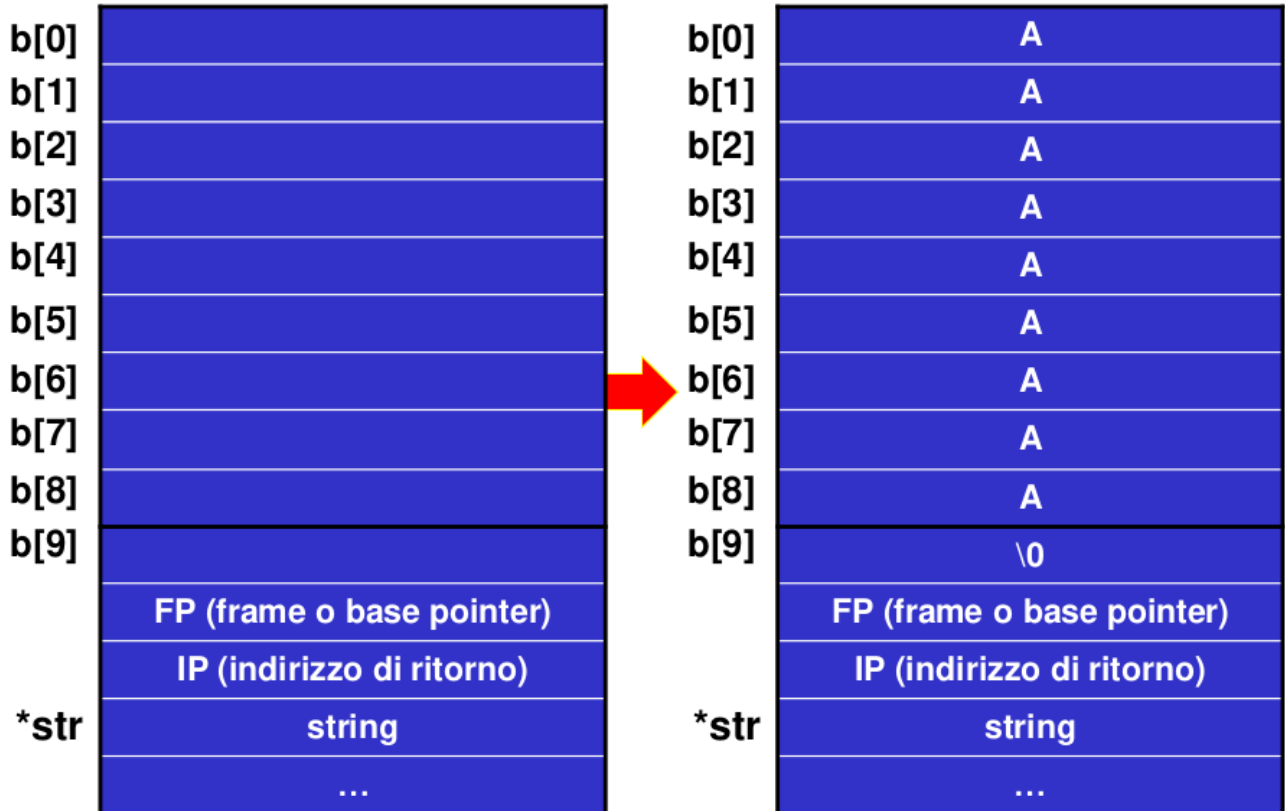 b[0] b[0] A
b[1] b[1] A
b[2] b[2] A
b[3] b[3] A
b[4] b[4] A
b[5] b[5] A
b[6] b[6] A
b[7] b[7] A
b[8] b[8] A
b[9] b[9] \0
FP (frame o base pointer) FP (frame o base pointer)
IP (indirizzo di ritorno) IP (indirizzo di ritorno)
*str string *str string
... ...